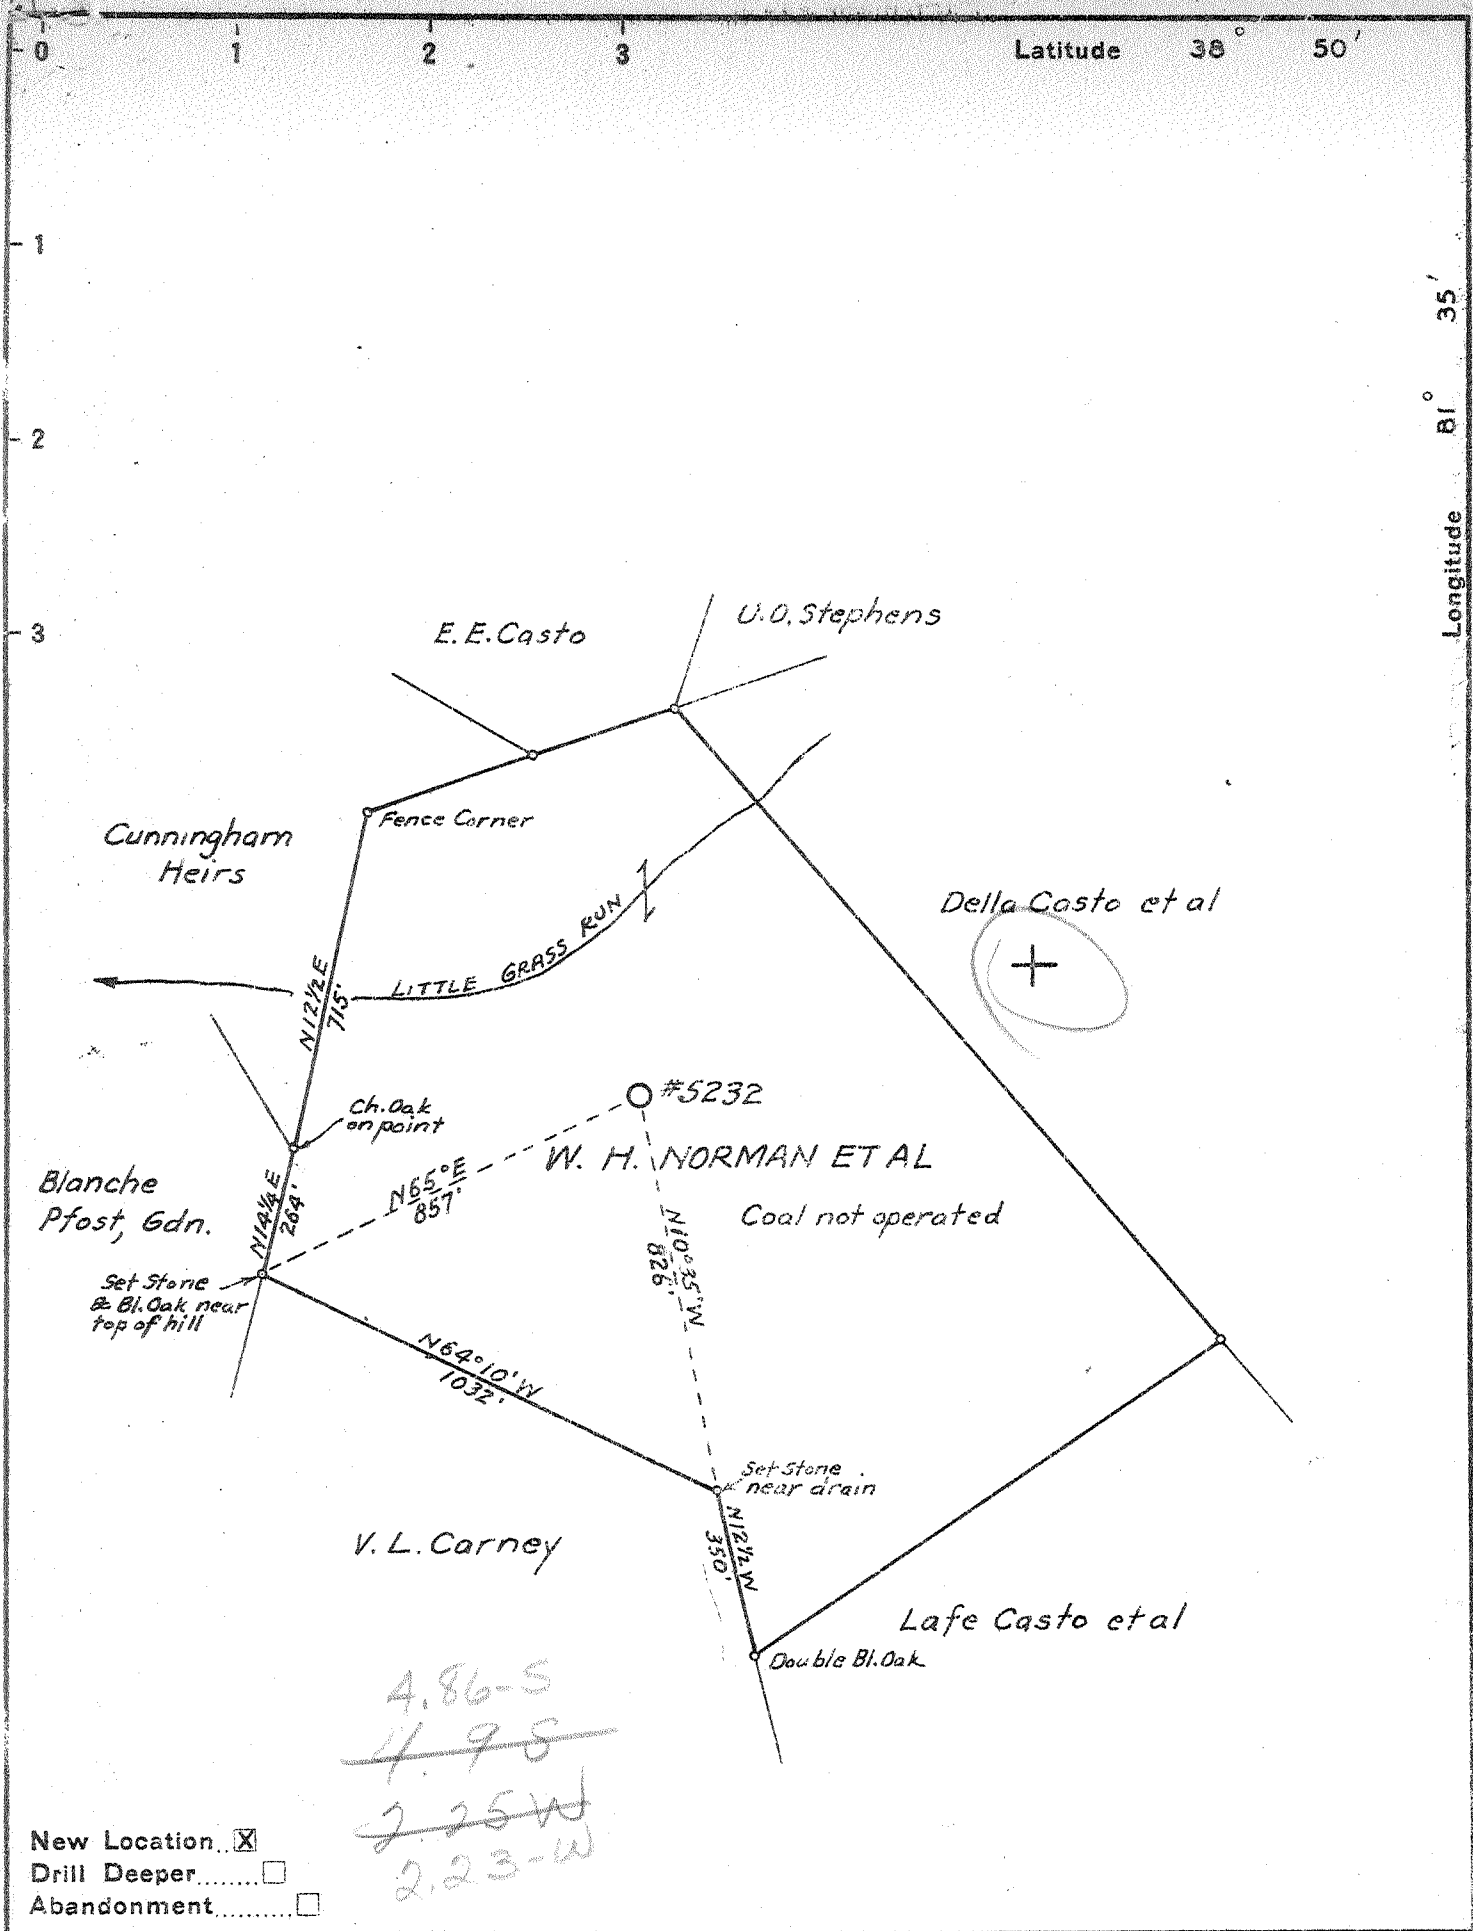 0 1 2 3 Latitude 38° 50'
1
2
3
Longitude 81° 35'
E. E. Casto
U.O. Stephens
Fence Corner
Cunningham
Heirs
Della Casto et al
LITTLE GRASS RUN
N12½E
715'
#5232
Ch. Oak
on point
W. H. NORMAN ET AL
N65°E
857'
Blanche
Pfost, Gdn.
N14¼E
264'
Coal not operated
N10°35'W
826'
Set Stone
& Bl. Oak near
top of hill
N64°10'W
1032'
Set Stone
near drain
N12½W
350'
V. L. Carney
Lafe Casto et al
Double Bl. Oak
4.86-S
4.9 S
2.25 W
2.23-W
New Location..☒
Drill Deeper........☐
Abandonment..........☐